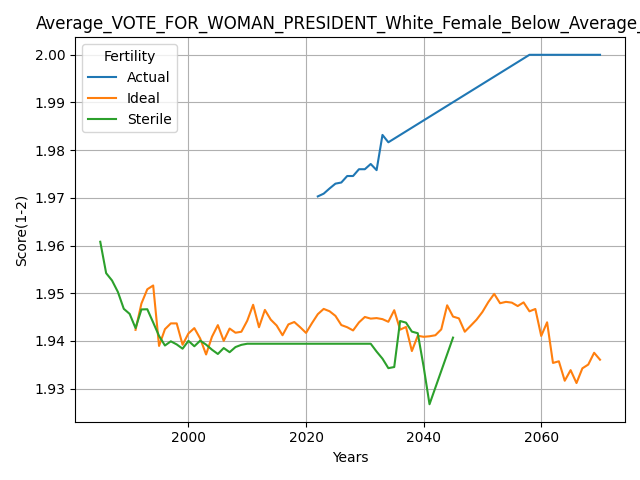 Average_VOTE_FOR_WOMAN_PRESIDENT_White_Female_Below_Average_
Fertility
Actual
Ideal
Sterile
Score(1-2)
2.00
1.99
1.98
1.97
1.96
1.95
1.94
1.93
2000 2020 2040 2060
Years